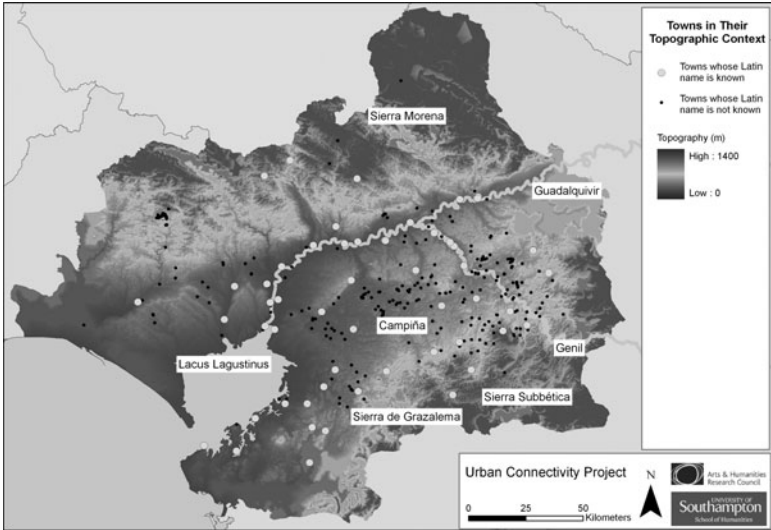 Towns in Their
Topographic Context
Towns whose Latin
name is known
Towns whose Latin
name is not known
Topography (m)
High : 1400
Low : 0
Sierra Morena
Guadalquivir
Campiña
Genil
Lacus Lagustinus
Sierra Subbética
Sierra de Grazalema
Urban Connectivity Project
N
0 25 50
Kilometers
Arts & Humanities
Research Council
UNIVERSITY OF
Southampton
School of Humanities